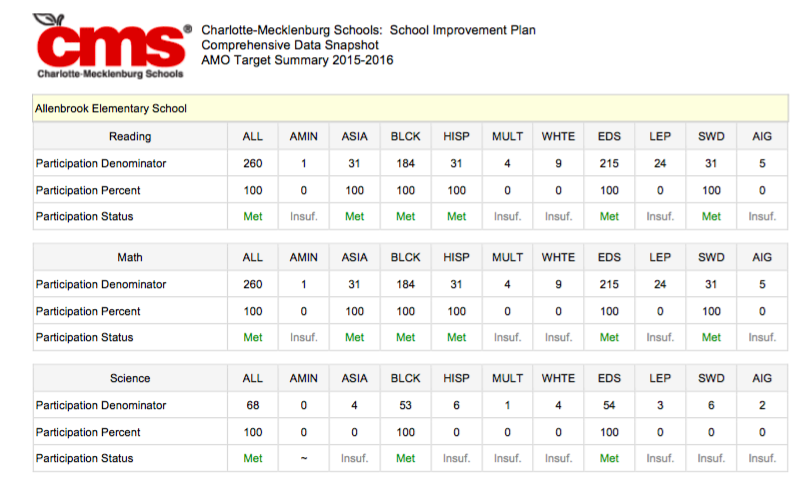 cms®
Charlotte-Mecklenburg Schools
Charlotte-Mecklenburg Schools: School Improvement Plan
Comprehensive Data Snapshot
AMO Target Summary 2015-2016
Allenbrook Elementary School
Reading ALL AMIN ASIA BLCK HISP MULT WHTE EDS LEP SWD AIG
Participation Denominator 260 1 31 184 31 4 9 215 24 31 5
Participation Percent 100 0 100 100 100 0 0 100 0 100 0
Participation Status Met Insuf. Met Met Met Insuf. Insuf. Met Insuf. Met Insuf.
Math ALL AMIN ASIA BLCK HISP MULT WHTE EDS LEP SWD AIG
Participation Denominator 260 1 31 184 31 4 9 215 24 31 5
Participation Percent 100 0 100 100 100 0 0 100 0 100 0
Participation Status Met Insuf. Met Met Met Insuf. Insuf. Met Insuf. Met Insuf.
Science ALL AMIN ASIA BLCK HISP MULT WHTE EDS LEP SWD AIG
Participation Denominator 68 0 4 53 6 1 4 54 3 6 2
Participation Percent 100 0 0 100 0 0 0 100 0 0 0
Participation Status Met ~ Insuf. Met Insuf. Insuf. Insuf. Met Insuf. Insuf. Insuf.